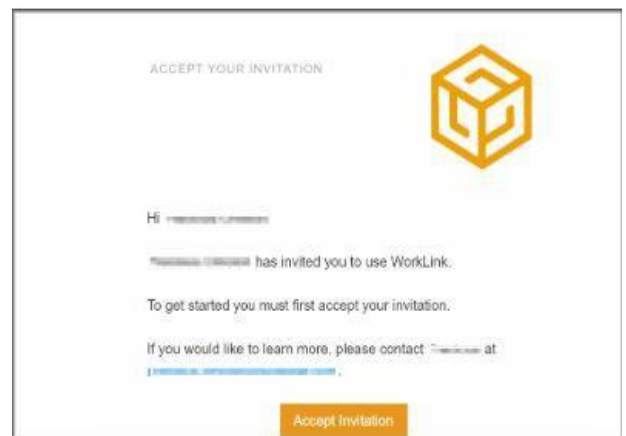 ACCEPT YOUR INVITATION
Hi
has invited you to use WorkLink.
To get started you must first accept your invitation.
If you would like to learn more, please contact at
.
Accept Invitation